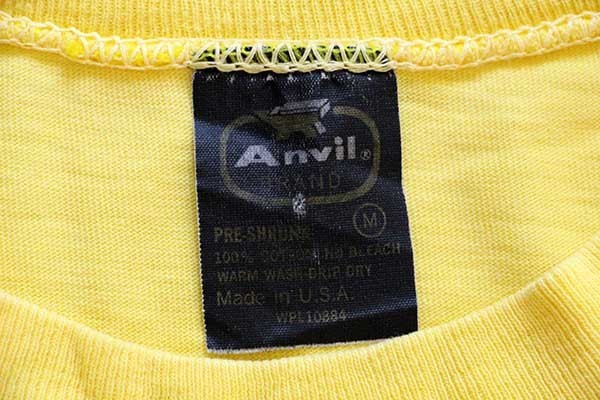 Anvil®
BRAND
M
PRE-SHRUNK
100% COTTON, NO BLEACH
WARM WASH-DRIP DRY
Made in U.S.A.
WPL10884